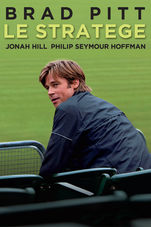 BRAD PITT
LE STRATEGE
JONAH HILL PHILIP SEYMOUR HOFFMAN